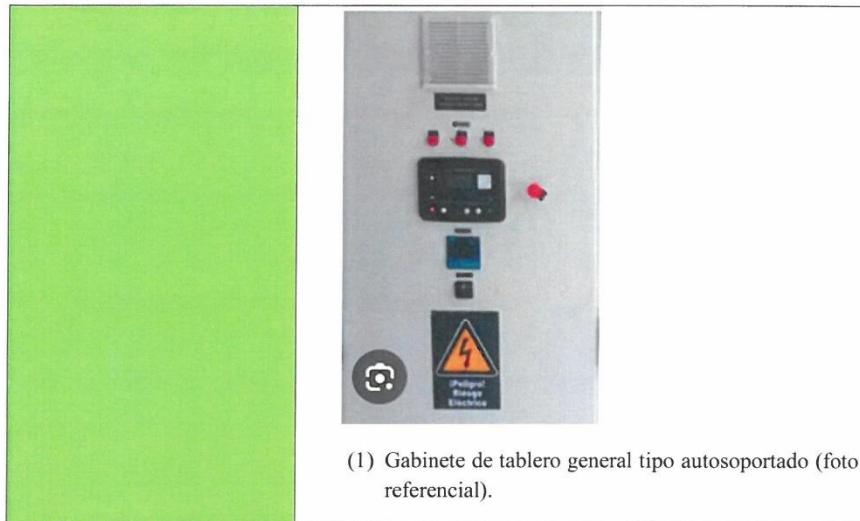 ¡Peligro!
Riesgo
Eléctrico
(1) Gabinete de tablero general tipo autosoportado (foto
referencial).